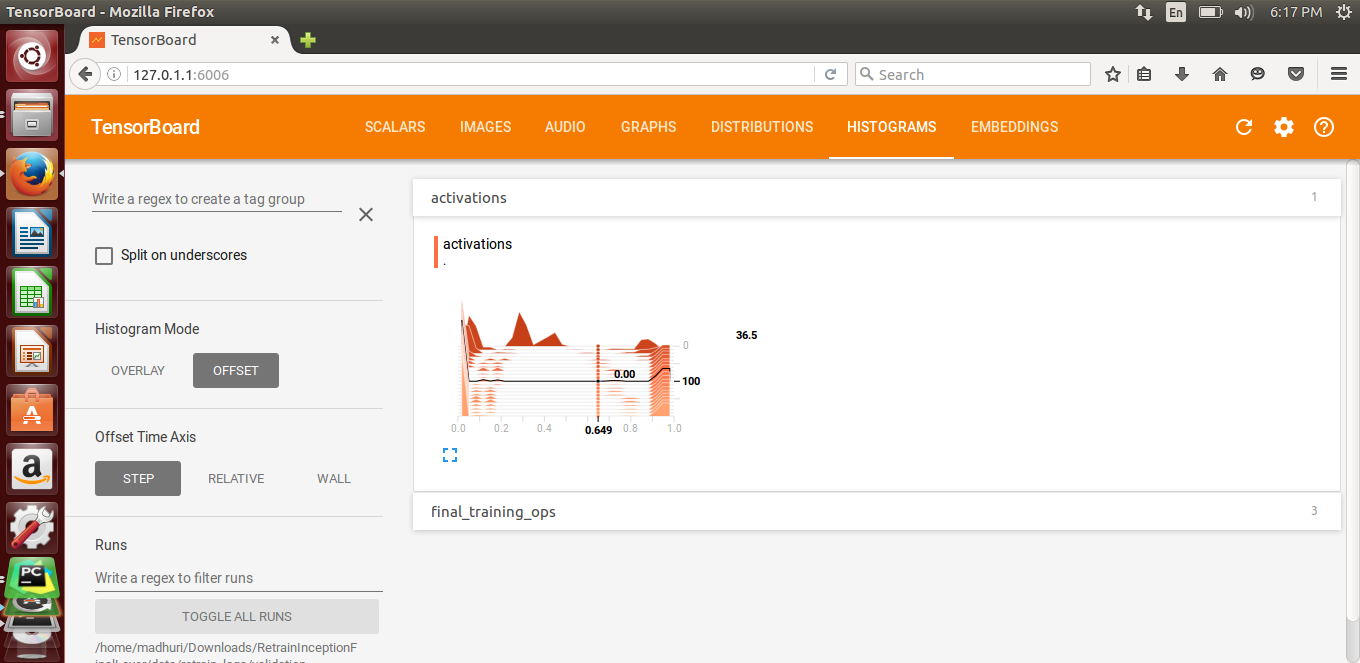 TensorBoard - Mozilla Firefox
En
6:17 PM
TensorBoard
127.0.1.1:6006
Search
TensorBoard
SCALARS
IMAGES
AUDIO
GRAPHS
DISTRIBUTIONS
HISTOGRAMS
EMBEDDINGS
Write a regex to create a tag group
Split on underscores
Histogram Mode
OVERLAY
OFFSET
Offset Time Axis
STEP
RELATIVE
WALL
Runs
Write a regex to filter runs
TOGGLE ALL RUNS
/home/madhuri/Downloads/RetrainInceptionF
activations
1
activations
.
36.5
0
0.00
100
0.0
0.2
0.4
0.649
0.8
1.0
final_training_ops
3
a
PC